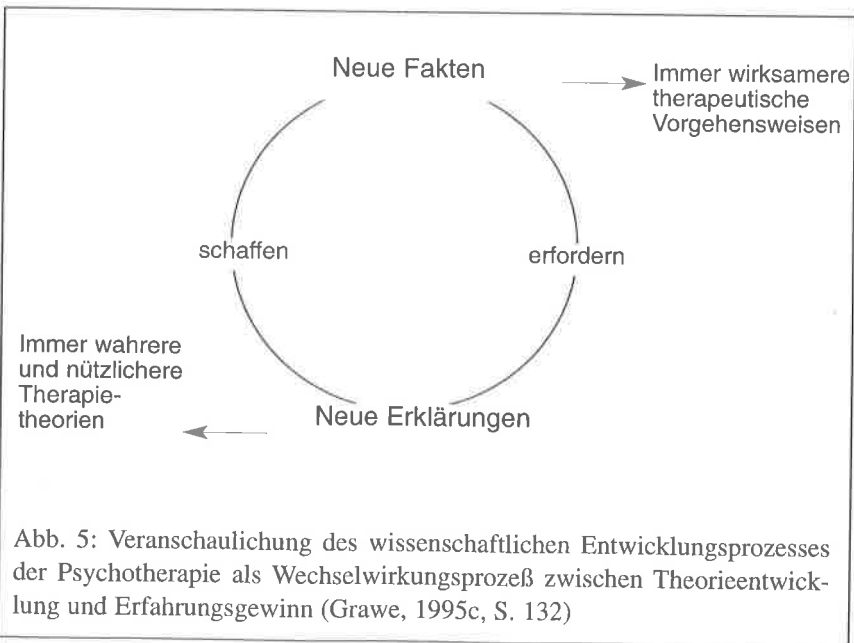 Neue Fakten
Immer wirksamere
therapeutische
Vorgehensweisen
schaffen
erfordern
Immer wahrere
und nützlichere
Therapie-
theorien
Neue Erklärungen
Abb. 5: Veranschaulichung des wissenschaftlichen Entwicklungsprozesses
der Psychotherapie als Wechselwirkungsprozeß zwischen Theorieentwick-
lung und Erfahrungsgewinn (Grawe, 1995c, S. 132)